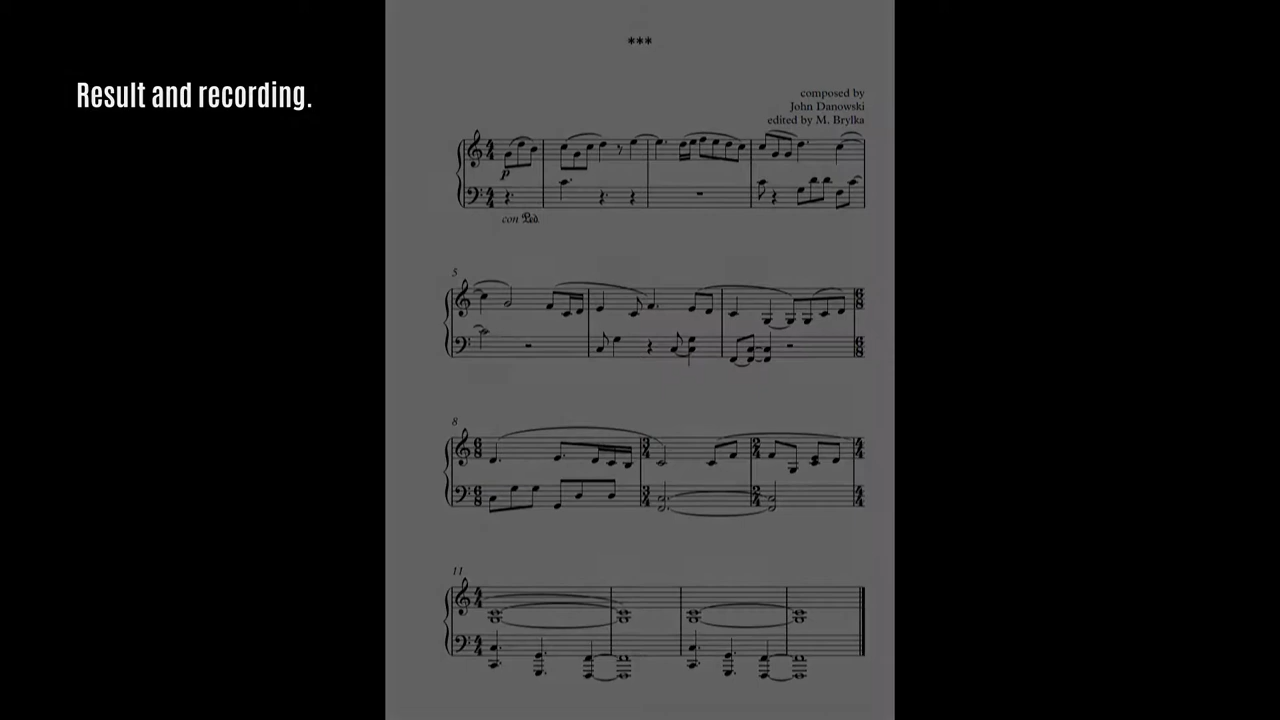 Result and recording.
***
composed by
John Danowski
edited by M. Brylka
p
con Ped.
5
8
11